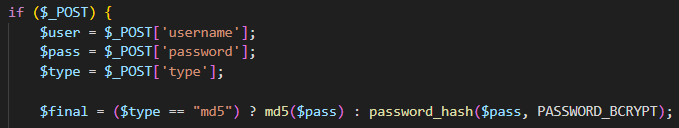 if ($_POST) {
    $user = $_POST['username'];
    $pass = $_POST['password'];
    $type = $_POST['type'];
    $final = ($type == "md5") ? md5($pass) : password_hash($pass, PASSWORD_BCRYPT);